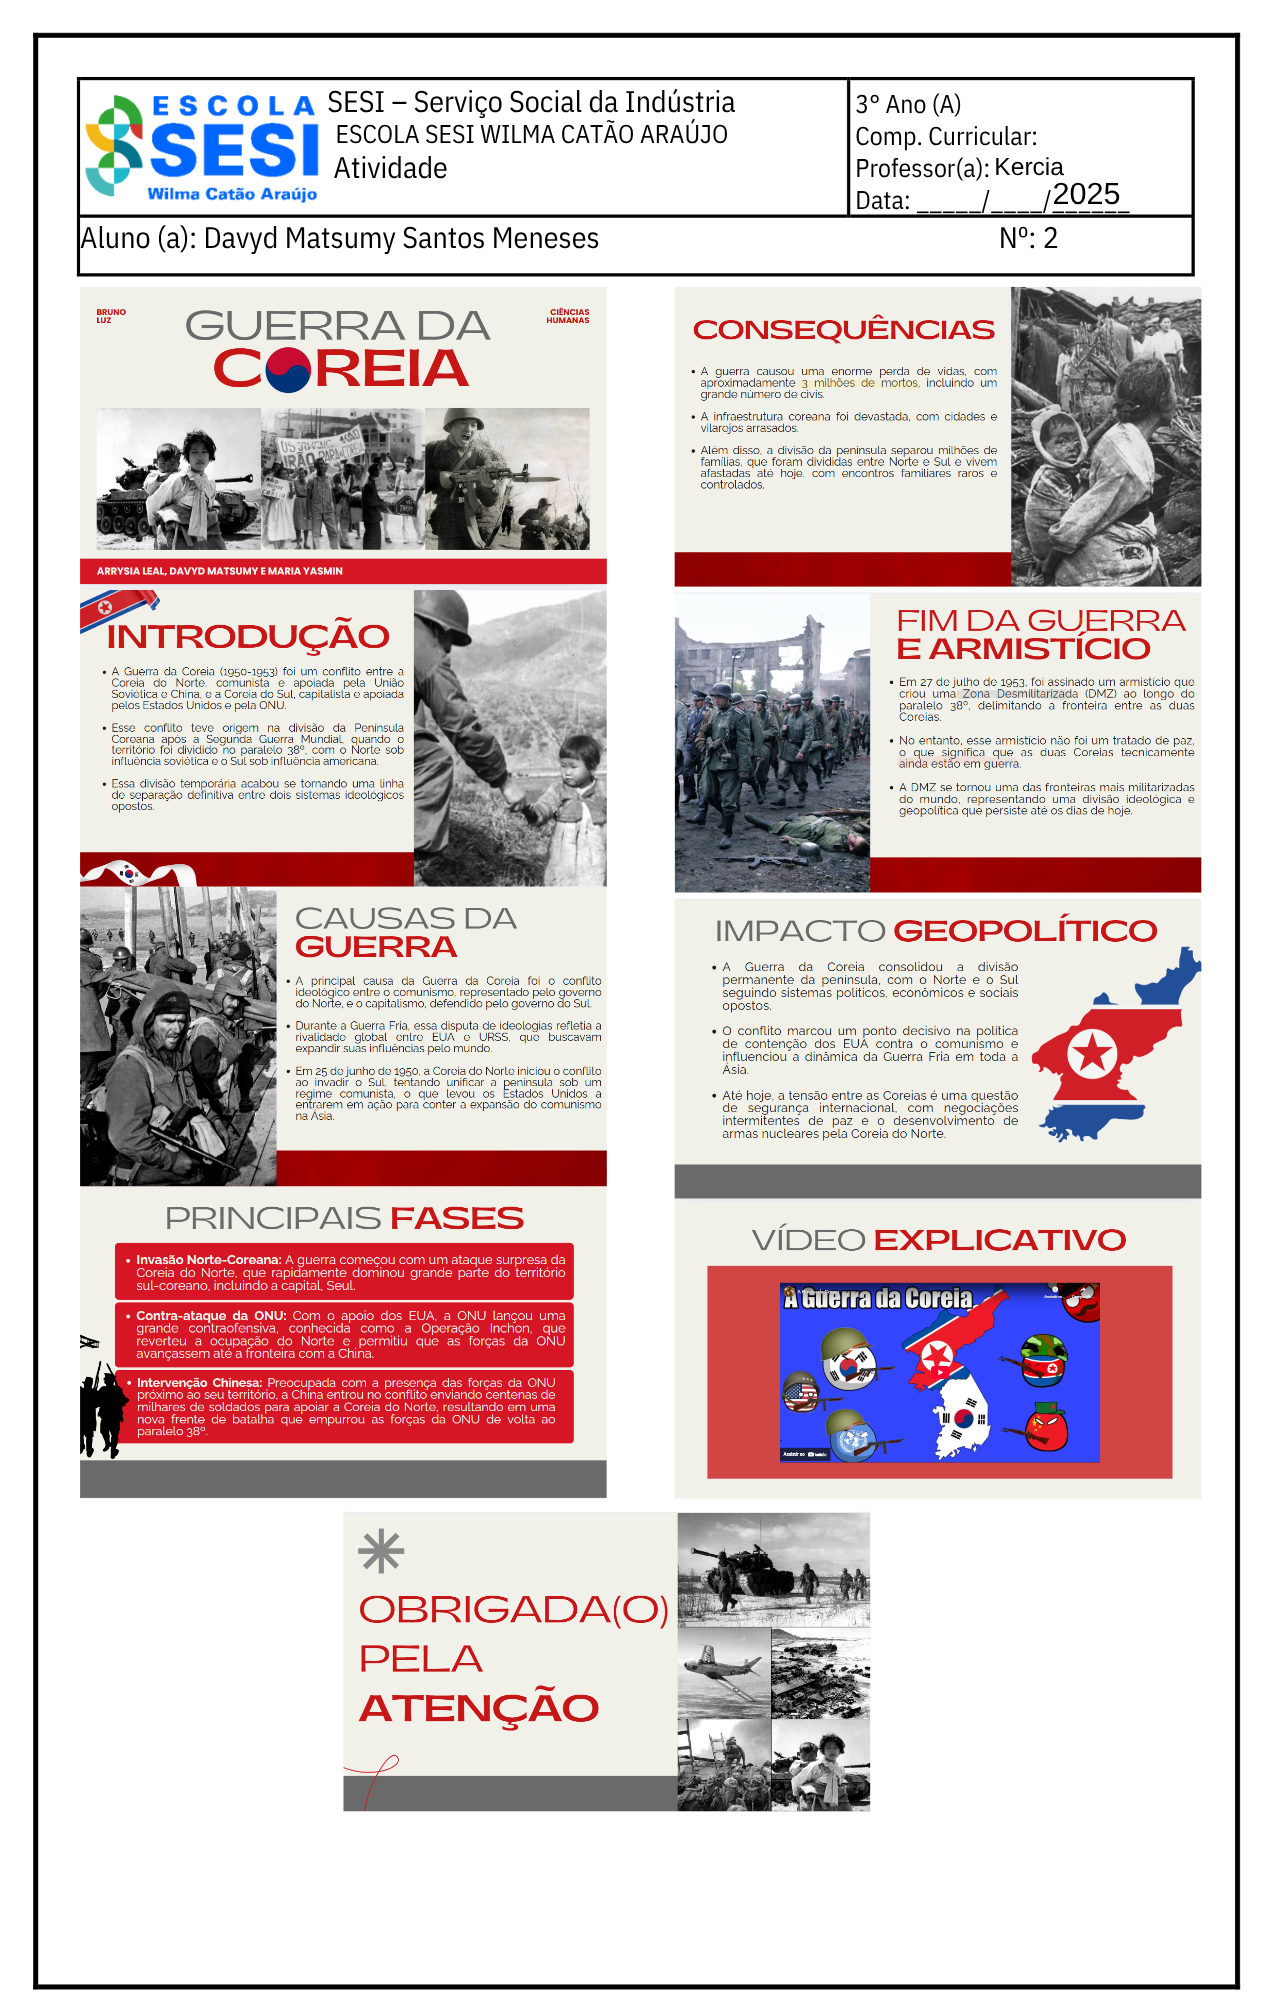 ESCOLA
SESI
Wilma Catão Araújo
SESI – Serviço Social da Indústria
ESCOLA SESI WILMA CATÃO ARAÚJO
Atividade
3° Ano (A)
Comp. Curricular:
Professor(a): Kercia
Data: _____/____/2025
Aluno (a): Davyd Matsumy Santos Meneses Nº: 2
BRUNO
LUZ
CIÊNCIAS
HUMANAS
GUERRA DA
COREIA
ARRYSIA LEAL, DAVYD MATSUMY E MARIA YASMIN
INTRODUÇÃO
• A Guerra da Coreia (1950-1953) foi um conflito entre a
Coreia do Norte, comunista e apoiada pela União
Soviética e China, e a Coreia do Sul, capitalista e apoiada
pelos Estados Unidos e pela ONU.
• Esse conflito teve origem na divisão da Península
Coreana após a Segunda Guerra Mundial, quando o
território foi dividido no paralelo 38º, com o Norte sob
influência soviética e o Sul sob influência americana.
• Essa divisão temporária acabou se tornando uma linha
de separação definitiva entre dois sistemas ideológicos
opostos.
CAUSAS DA
GUERRA
• A principal causa da Guerra da Coreia foi o conflito
ideológico entre o comunismo, representado pelo governo
do Norte, e o capitalismo, defendido pelo governo do Sul.
• Durante a Guerra Fria, essa disputa de ideologias refletia a
rivalidade global entre EUA e URSS, que buscavam
expandir suas influências pelo mundo.
• Em 25 de junho de 1950, a Coreia do Norte iniciou o conflito
ao invadir o Sul, tentando unificar a península sob um
regime comunista, o que levou os Estados Unidos a
entrarem em ação para conter a expansão do comunismo
na Ásia.
PRINCIPAIS FASES
• Invasão Norte-Coreana: A guerra começou com um ataque surpresa da
Coreia do Norte, que rapidamente dominou grande parte do território
sul-coreano, incluindo a capital, Seul.
• Contra-ataque da ONU: Com o apoio dos EUA, a ONU lançou uma
grande contraofensiva, conhecida como a Operação Inchon, que
reverteu a ocupação do Norte e permitiu que as forças da ONU
avançassem até a fronteira com a China.
• Intervenção Chinesa: Preocupada com a presença das forças da ONU
próximo ao seu território, a China entrou no conflito enviando centenas de
milhares de soldados para apoiar a Coreia do Norte, resultando em uma
nova frente de batalha que empurrou as forças da ONU de volta ao
paralelo 38º.
CONSEQUÊNCIAS
• A guerra causou uma enorme perda de vidas, com
aproximadamente 3 milhões de mortos, incluindo um
grande número de civis.
• A infraestrutura coreana foi devastada, com cidades e
vilarejos arrasados.
• Além disso, a divisão da península separou milhões de
famílias, que foram divididas entre Norte e Sul e vivem
afastadas até hoje, com encontros familiares raros e
controlados.
FIM DA GUERRA
E ARMISTÍCIO
• Em 27 de julho de 1953, foi assinado um armistício que
criou uma Zona Desmilitarizada (DMZ) ao longo do
paralelo 38º, delimitando a fronteira entre as duas
Coreias.
• No entanto, esse armistício não foi um tratado de paz,
o que significa que as duas Coreias tecnicamente
ainda estão em guerra.
• A DMZ se tornou uma das fronteiras mais militarizadas
do mundo, representando uma divisão ideológica e
geopolítica que persiste até os dias de hoje.
IMPACTO GEOPOLÍTICO
• A Guerra da Coreia consolidou a divisão
permanente da península, com o Norte e o Sul
seguindo sistemas políticos, econômicos e sociais
opostos.
• O conflito marcou um ponto decisivo na política
de contenção dos EUA contra o comunismo e
influenciou a dinâmica da Guerra Fria em toda a
Ásia.
• Até hoje, a tensão entre as Coreias é uma questão
de segurança internacional, com negociações
intermitentes de paz e o desenvolvimento de
armas nucleares pela Coreia do Norte.
VÍDEO EXPLICATIVO
A Guerra da Coreia
Assistir no YouTube
OBRIGADA(O)
PELA
ATENÇÃO